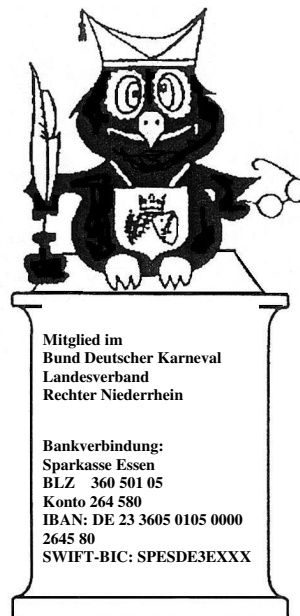 Mitglied im
Bund Deutscher Karneval
Landesverband
Rechter Niederrhein
Bankverbindung:
Sparkasse Essen
BLZ 360 501 05
Konto 264 580
IBAN: DE 23 3605 0105 0000
2645 80
SWIFT-BIC: SPESDE3EXXX